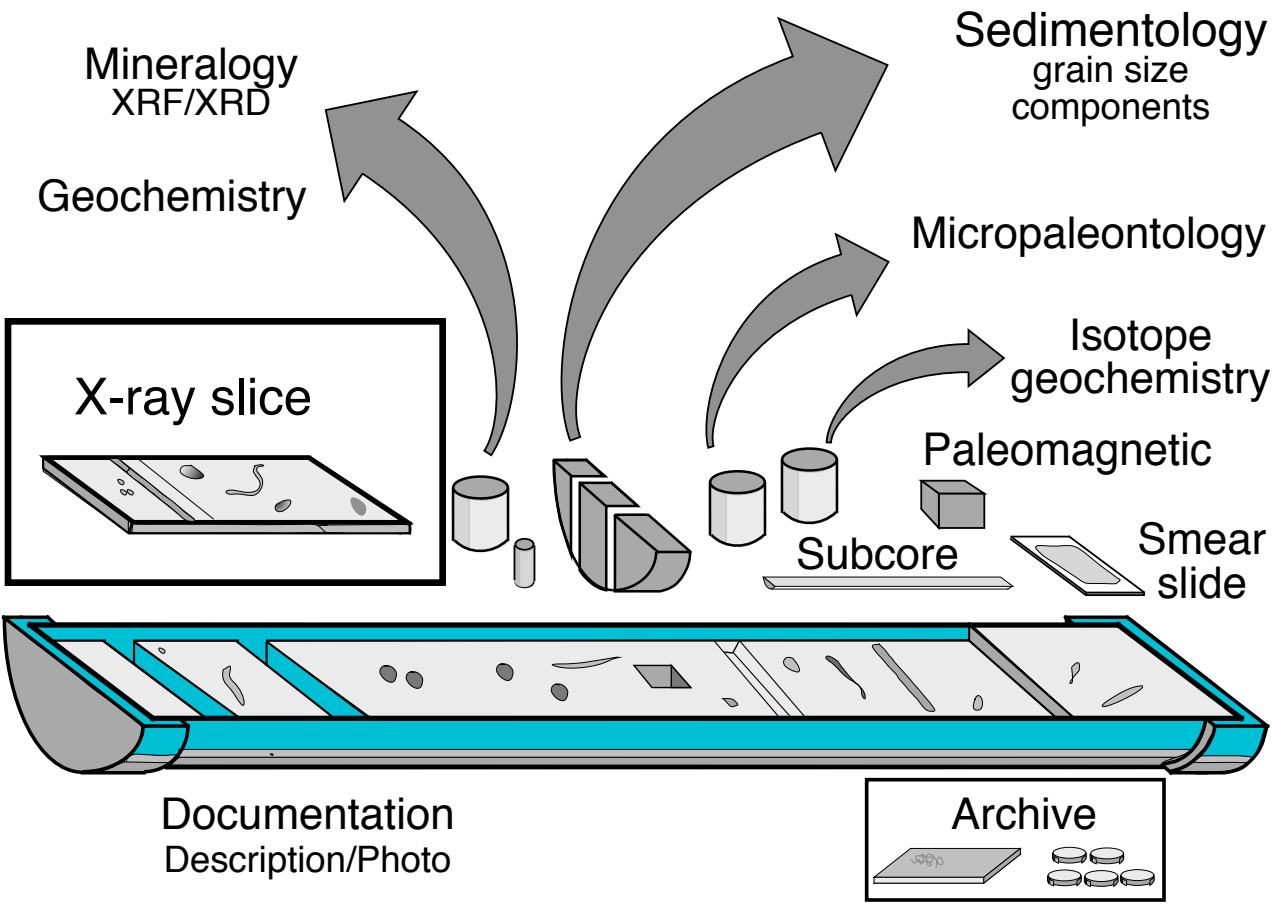 Mineralogy
XRF/XRD
Geochemistry
Sedimentology
grain size
components
Micropaleontology
Isotope
geochemistry
X-ray slice
Paleomagnetic
Subcore
Smear
slide
Documentation
Description/Photo
Archive